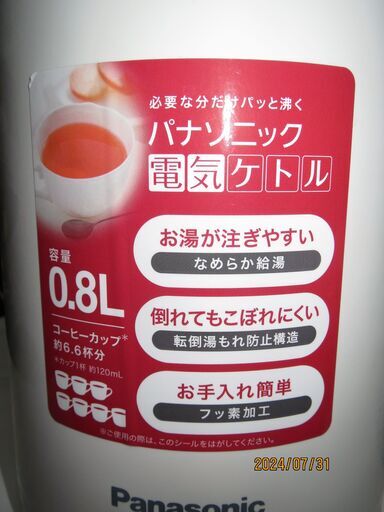 必要な分だけパッと沸く
パナソニック
電気ケトル
容量
0.8L
コーヒーカップ*
約6.6杯分
*カップ1杯 約120mL
お湯が注ぎやすい
なめらか給湯
倒れてもこぼれにくい
転倒湯もれ防止構造
お手入れ簡単
フッ素加工
※ご使用の際は、このシールをはがしてください。
2024/07/31
Panasonic